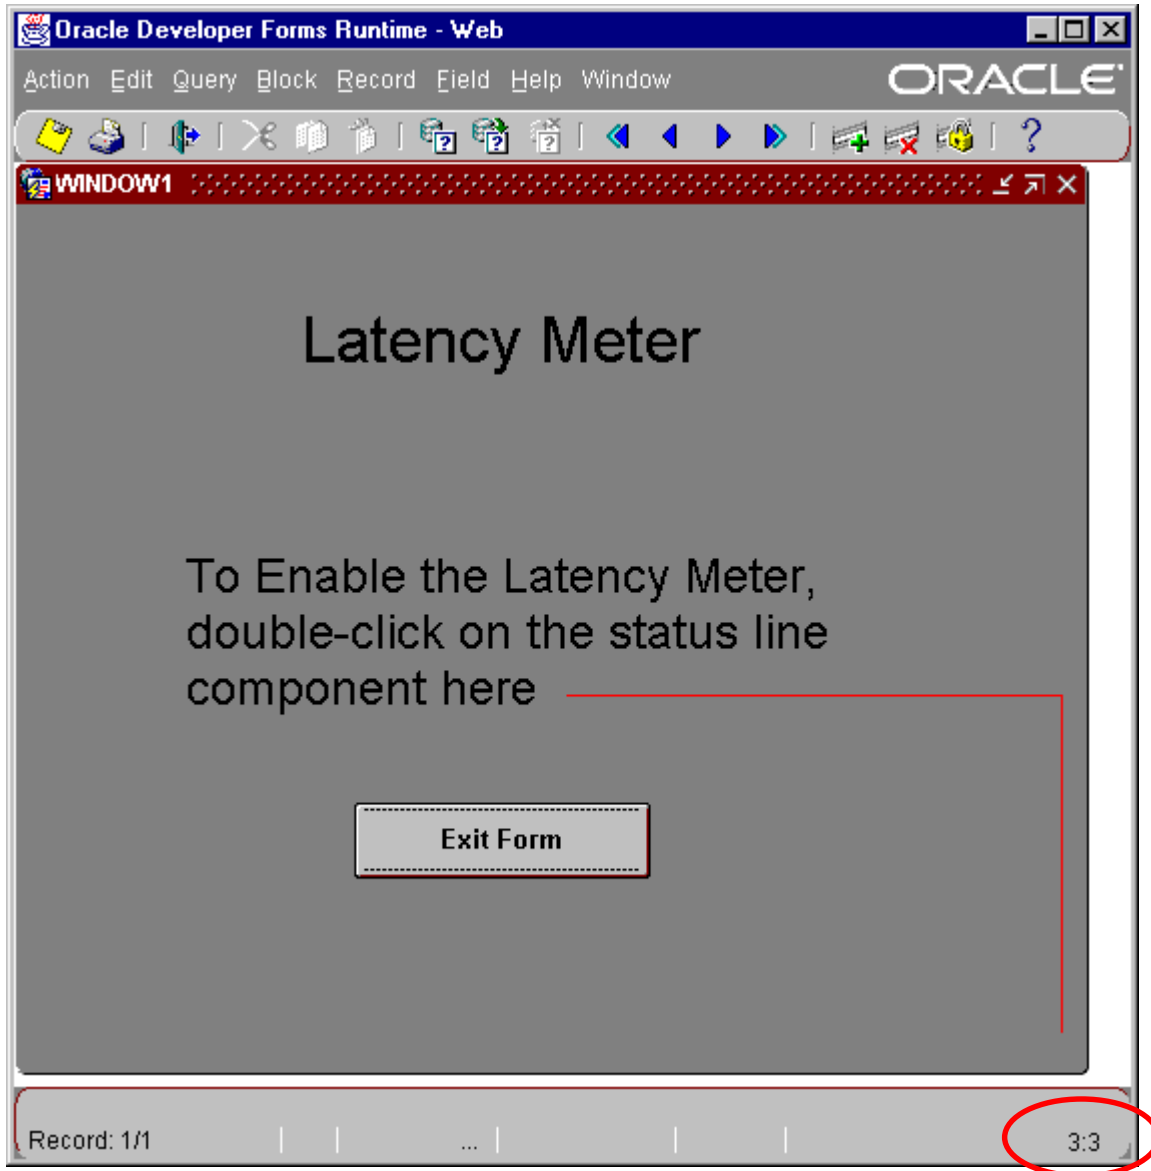 Oracle Developer Forms Runtime - Web
Action Edit Query Block Record Field Help Window
ORACLE
WINDOW1
Latency Meter
To Enable the Latency Meter,
double-click on the status line
component here
Exit Form
Record: 1/1 ... 3:3